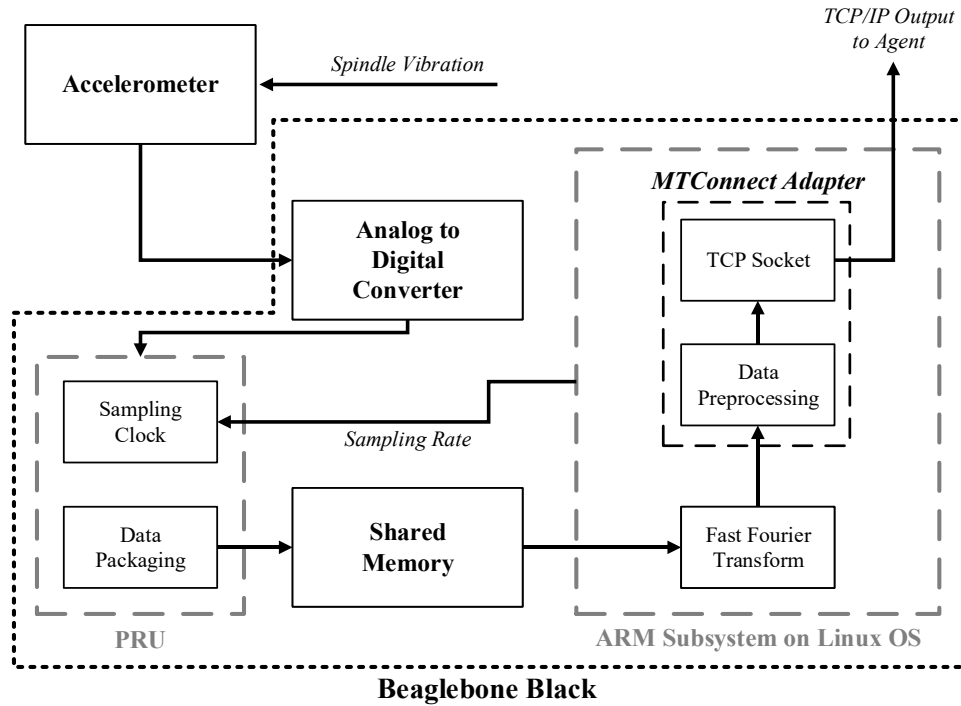 TCP/IP Output
to Agent
Spindle Vibration
Accelerometer
MTConnect Adapter
Analog to
Digital
Converter
TCP Socket
Data
Preprocessing
Sampling
Clock
Sampling Rate
Data
Packaging
Shared
Memory
Fast Fourier
Transform
PRU
ARM Subsystem on Linux OS
Beaglebone Black